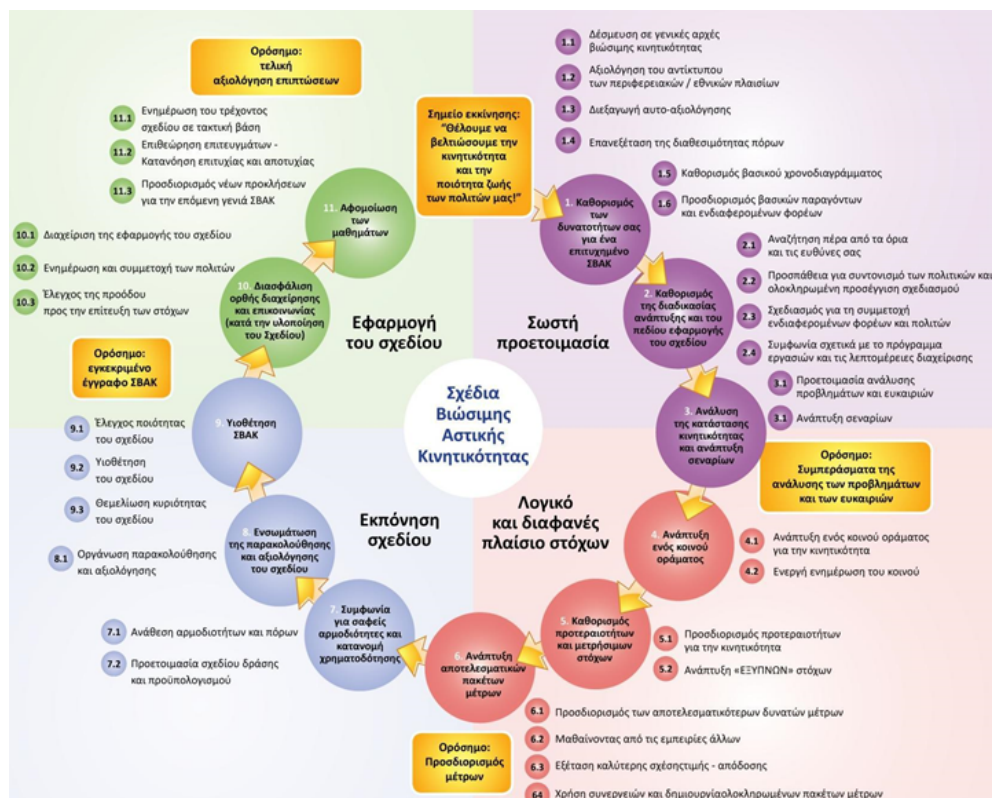 Ορόσημο:
τελική
αξιολόγηση επιπτώσεων
11.1 Ενημέρωση του τρέχοντος
σχεδίου σε τακτική βάση
11.2 Επιθεώρηση επιτευγμάτων -
Κατανόηση επιτυχίας και αποτυχίας
11.3 Προσδιορισμός νέων προκλήσεων
για την επόμενη γενιά ΣΒΑΚ
10.1 Διαχείριση της εφαρμογής του σχεδίου
10.2 Ενημέρωση και συμμετοχή των πολιτών
10.3 Έλεγχος της προόδου
προς την επίτευξη των στόχων
11. Αφομοίωση
των
μαθημάτων
10. Διασφάλιση
ορθής διαχείρησης
και επικοινωνίας
(κατά την υλοποίηση
του Σχεδίου)
Εφαρμογή
του σχεδίου
Σημείο εκκίνησης:
"Θέλουμε να
βελτιώσουμε την
κινητικότητα
και την
ποιότητα ζωής
των πολιτών μας!"
1.1 Δέσμευση σε γενικές αρχές
βιώσιμης κινητικότητας
1.2 Αξιολόγηση του αντίκτυπου
των περιφερειακών / εθνικών πλαισίων
1.3 Διεξαγωγή αυτο-αξιολόγησης
1.4 Επανεξέταση της διαθεσιμότητας πόρων
1.5 Καθορισμός βασικού χρονοδιαγράμματος
1.6 Προσδιορισμός βασικών παραγόντων
και ενδιαφερομένων φορέων
1. Καθορισμός
των
δυνατοτήτων σας
για ένα
επιτυχημένο
ΣΒΑΚ
2.1 Αναζήτηση πέρα από τα όρια
και τις ευθύνες σας
2.2 Προσπάθεια για συντονισμό των πολιτικών και
ολοκληρωμένη προσέγγιση σχεδιασμού
2.3 Σχεδιασμός για τη συμμετοχή
ενδιαφερομένων φορέων και πολιτών
2.4 Συμφωνία σχετικά με το πρόγραμμα
εργασιών και τις λεπτομέρειες διαχείρισης
2. Καθορισμός
της διαδικασίας
ανάπτυξης και του
πεδίου εφαρμογής
του σχεδίου
Σωστή
προετοιμασία
3.1 Προετοιμασία ανάλυσης
προβλημάτων και ευκαιριών
3.1 Ανάπτυξη σεναρίων
3. Ανάλυση
της κατάστασης
κινητικότητας
και ανάπτυξη
σεναρίων
Σχέδια
Βιώσιμης
Αστικής
Κινητικότητας
Ορόσημο:
εγκεκριμένο
έγγραφο ΣΒΑΚ
9. Υιοθέτηση
ΣΒΑΚ
9.1 Έλεγχος ποιότητας
του σχεδίου
9.2 Υιοθέτηση
του σχεδίου
9.3 Θεμελίωση κυριότητας
του σχεδίου
Ορόσημο:
Συμπεράσματα της
ανάλυσης των προβλημάτων
και των ευκαιριών
Λογικό
και διαφανές
πλαίσιο στόχων
Εκπόνηση
σχεδίου
4. Ανάπτυξη
ενός κοινού
οράματος
4.1 Ανάπτυξη ενός κοινού οράματος
για την κινητικότητα
4.2 Ενεργή ενημέρωση του κοινού
8. Ενσωμάτωση
της παρακολούθησης
και αξιολόγησης
του σχεδίου
8.1 Οργάνωση παρακολούθησης
και αξιολόγησης
7. Συμφωνία
για σαφείς
αρμοδιότητες και
κατανομή
χρηματοδότησης
7.1 Ανάθεση αρμοδιοτήτων και πόρων
7.2 Προετοιμασία σχεδίου δράσης
και προϋπολογισμού
5. Καθορισμός
προτεραιοτήτων
και μετρήσιμων
στόχων
5.1 Προσδιορισμός προτεραιοτήτων
για την κινητικότητα
5.2 Ανάπτυξη «ΕΞΥΠΝΩΝ» στόχων
6. Ανάπτυξη
αποτελεσματικών
πακέτων
μέτρων
Ορόσημο:
Προσδιορισμός
μέτρων
6.1 Προσδιορισμός των αποτελεσματικότερων δυνατών μέτρων
6.2 Μαθαίνοντας από τις εμπειρίες άλλων
6.3 Εξέταση καλύτερης σχέσηςτιμής - απόδοσης
64 Χρήση συνεργειών και δημιουργίαολοκληρωμένων πακέτων μέτρων